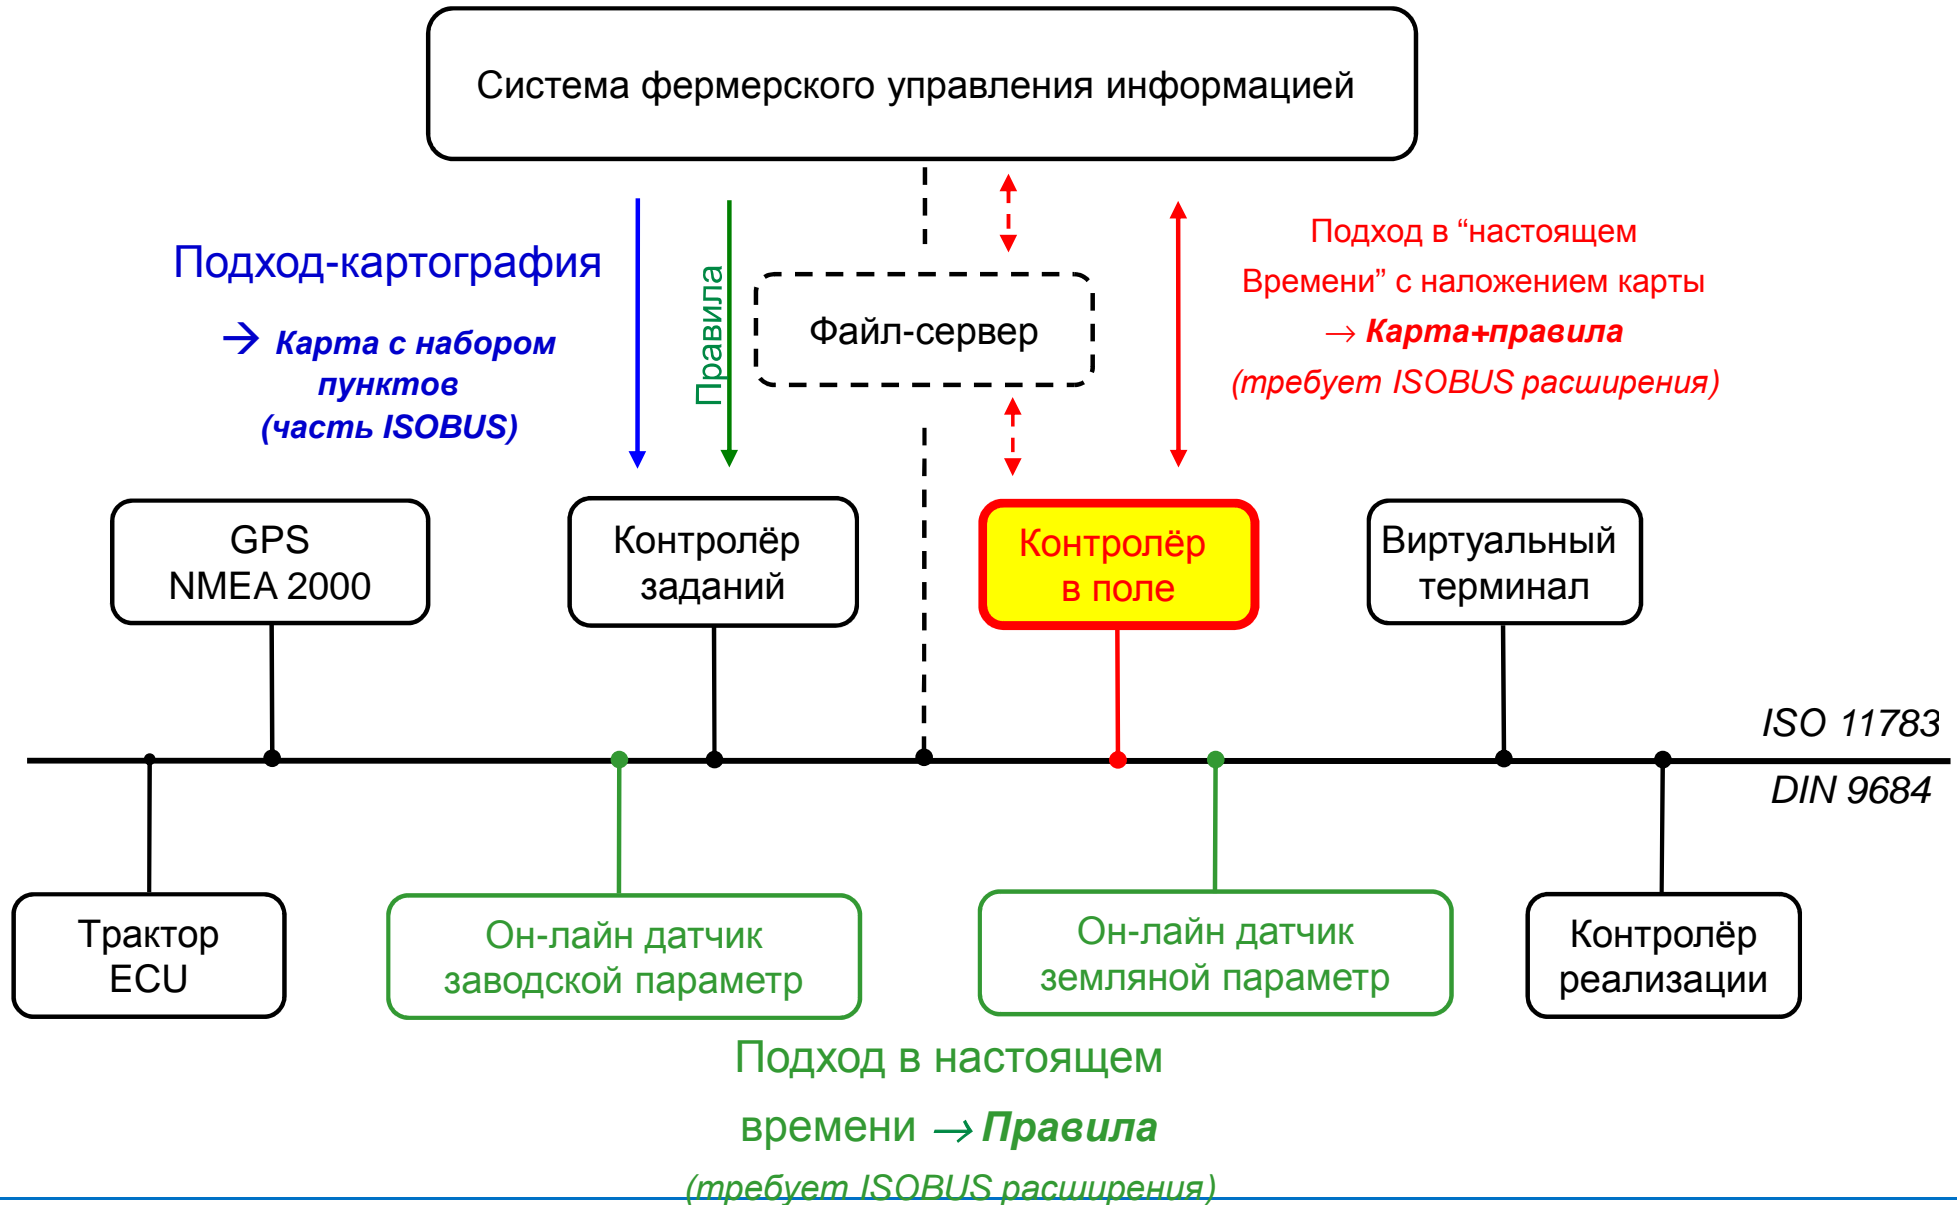 Система фермерского управления информацией
Подход-картография
→ Карта с набором
пунктов
(часть ISOBUS)
Правила
Файл-сервер
Подход в “настоящем
Времени” с наложением карты
→ Карта+правила
(требует ISOBUS расширения)
GPS
NMEA 2000
Контролёр
заданий
Контролёр
в поле
Виртуальный
терминал
ISO 11783
DIN 9684
Трактор
ECU
Он-лайн датчик
заводской параметр
Он-лайн датчик
земляной параметр
Контролёр
реализации
Подход в настоящем
времени → Правила
(требует ISOBUS расширения)